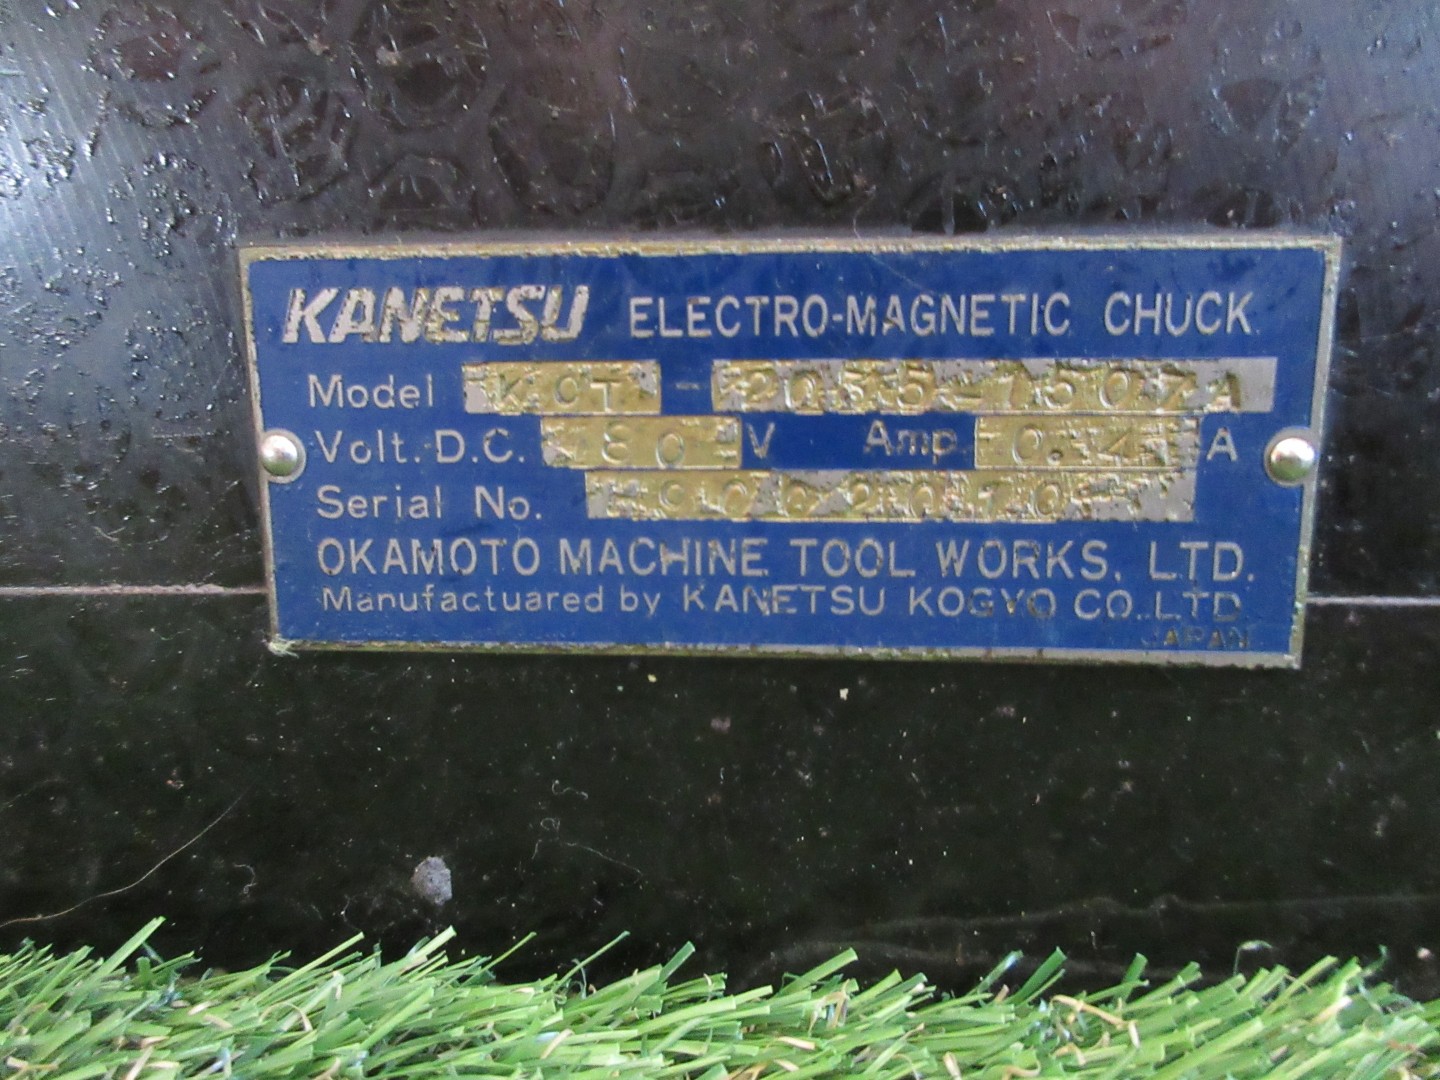 KANETSU ELECTRO-MAGNETIC CHUCK
Model
Volt. D.C. 80 V Amp. A
Serial No.
OKAMOTO MACHINE TOOL WORKS, LTD.
Manufactuared by KANETSU KOGYO CO., LTD
JAPAN